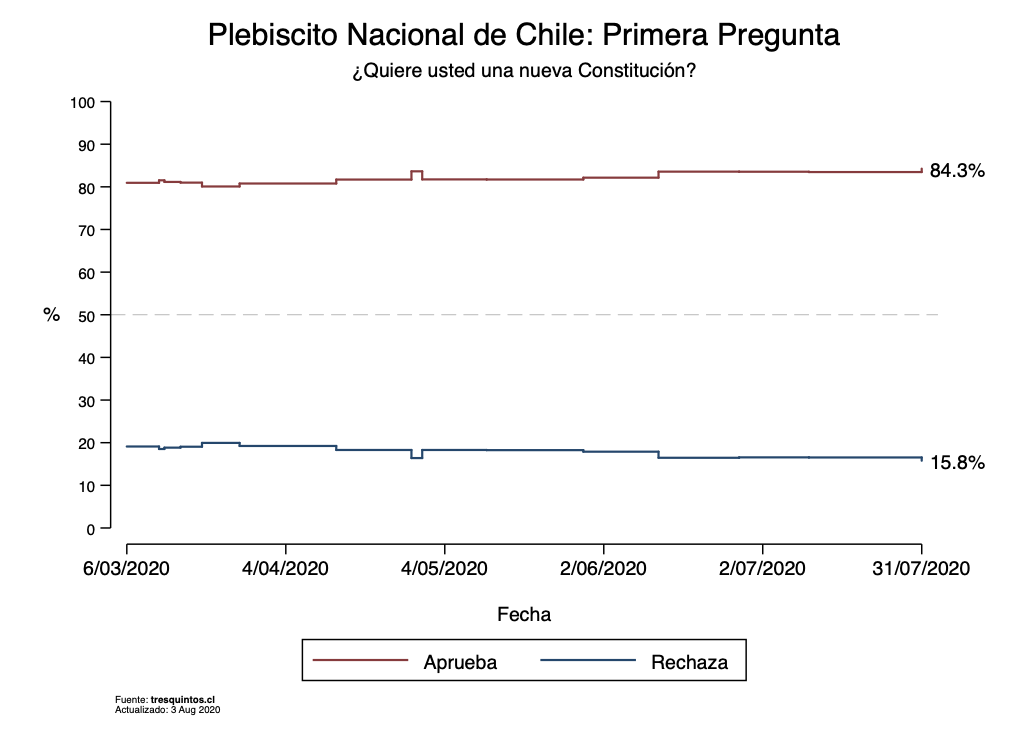 Plebiscito Nacional de Chile: Primera Pregunta
¿Quiere usted una nueva Constitución?
100
90
84.3%
80
70
60
% 50
40
30
20
15.8%
10
0
6/03/2020 4/04/2020 4/05/2020 2/06/2020 2/07/2020 31/07/2020
Fecha
Aprueba Rechaza
Fuente: tresquintos.cl
Actualizado: 3 Aug 2020